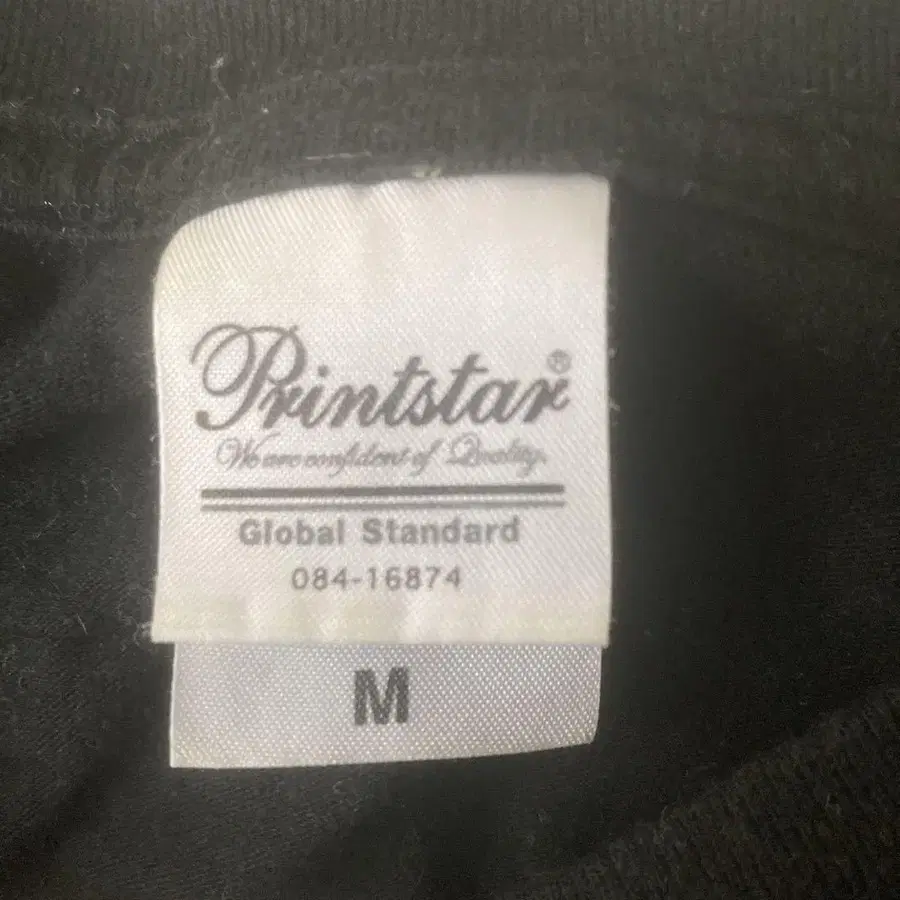 Printstar®
We are confident of Quality.
Global Standard
084-16874
M